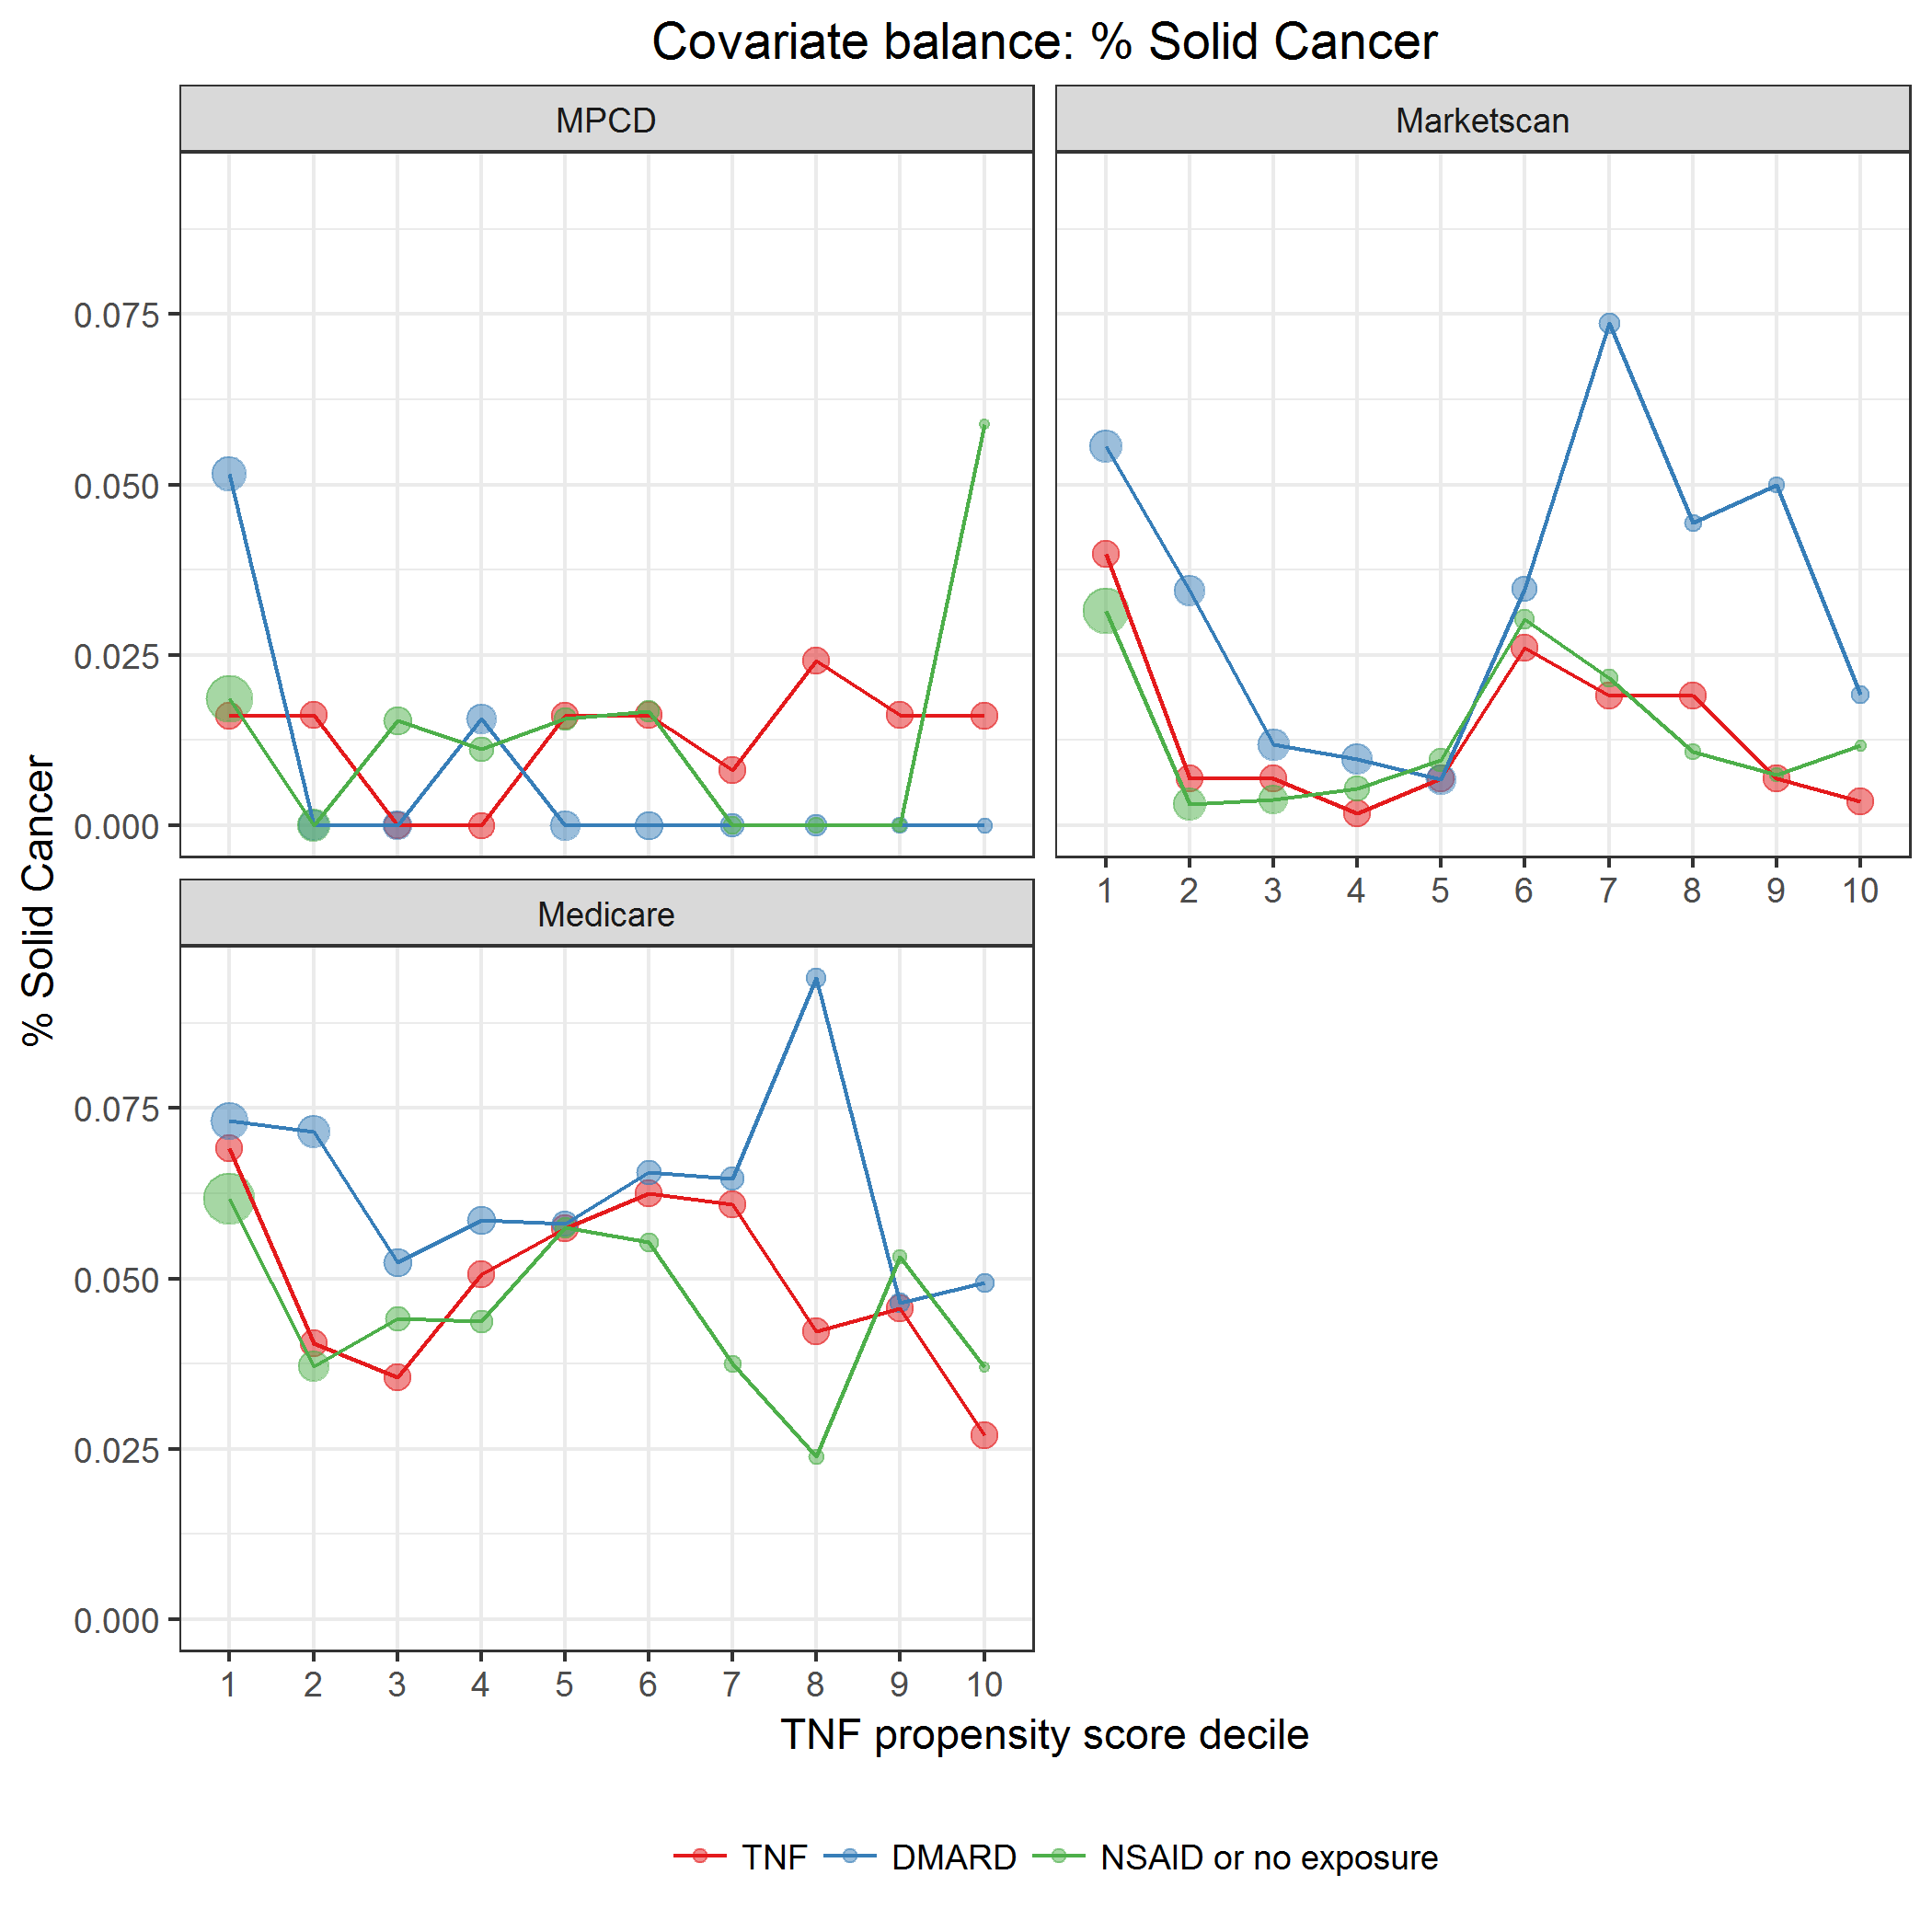 Covariate balance: % Solid Cancer
MPCD
Marketscan
% Solid Cancer
0.075
0.050
0.025
0.000
1 2 3 4 5 6 7 8 9 10
Medicare
0.075
0.050
0.025
0.000
1 2 3 4 5 6 7 8 9 10
TNF propensity score decile
TNF DMARD NSAID or no exposure